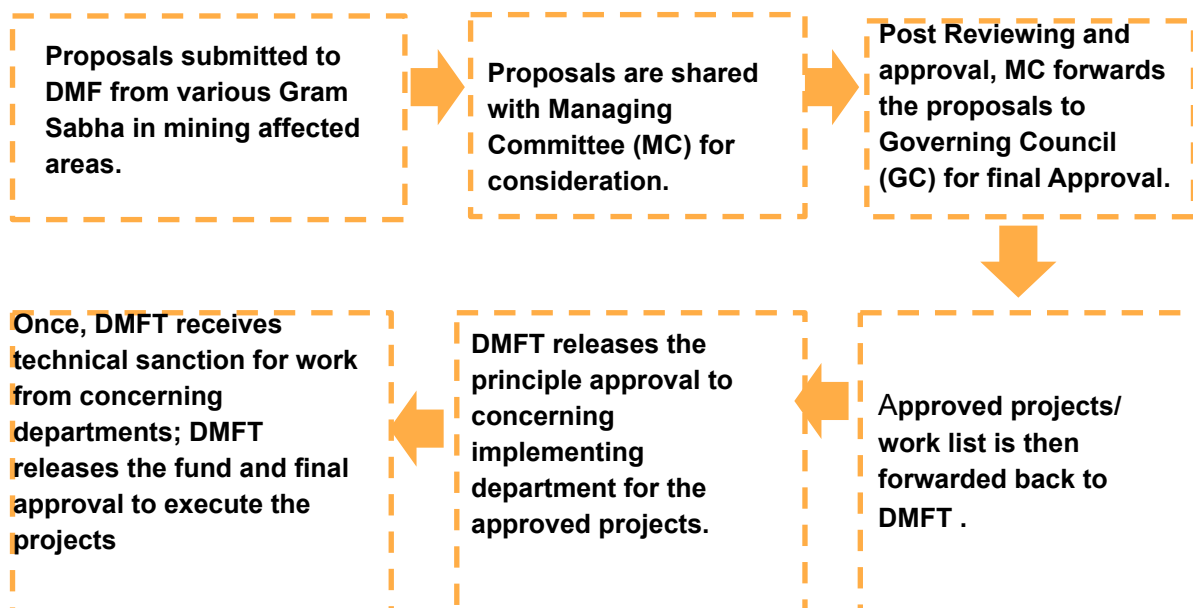 Proposals submitted to
DMF from various Gram
Sabha in mining affected
areas.
Proposals are shared
with Managing
Committee (MC) for
consideration.
Post Reviewing and
approval, MC forwards
the proposals to
Governing Council
(GC) for final Approval.
Approved projects/
work list is then
forwarded back to
DMFT .
DMFT releases the
principle approval to
concerning
implementing
department for the
approved projects.
Once, DMFT receives
technical sanction for work
from concerning
departments; DMFT
releases the fund and final
approval to execute the
projects